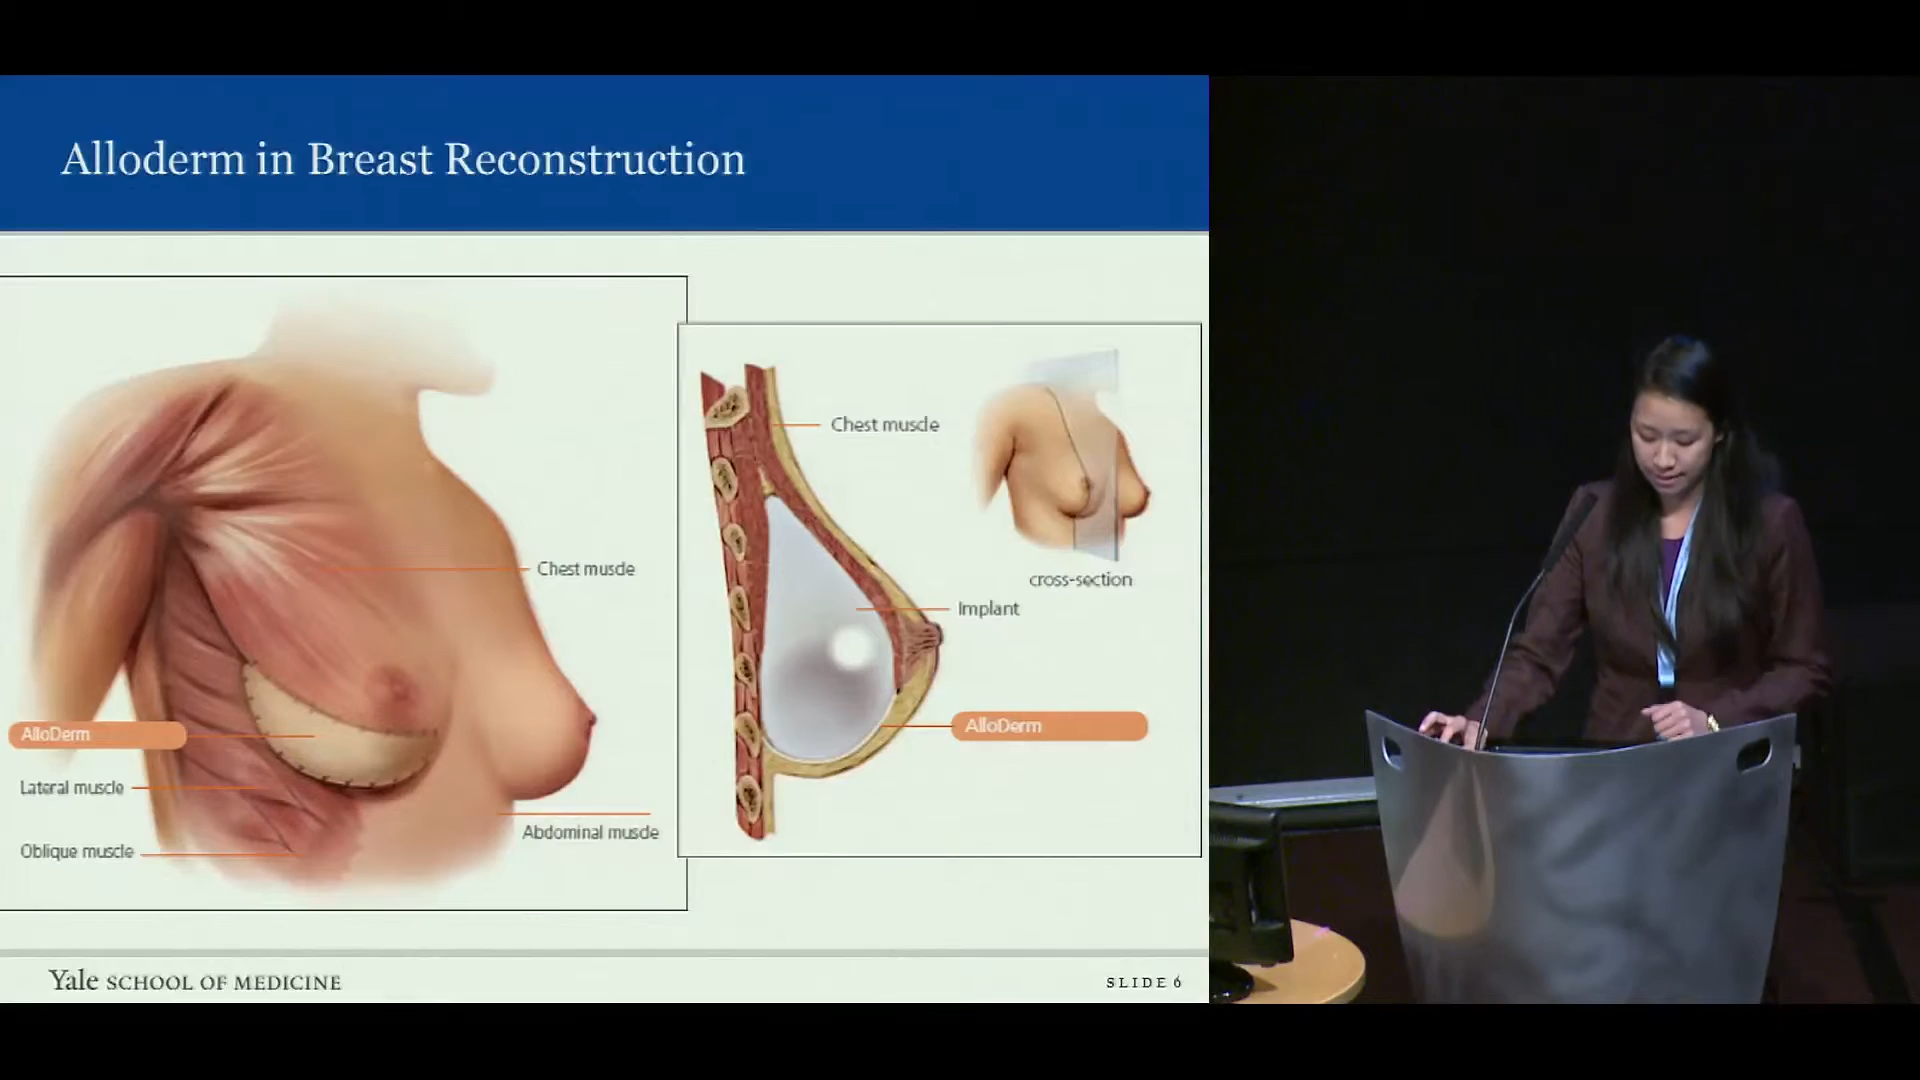 Alloderm in Breast Reconstruction
Chest muscle
AlloDerm
Lateral muscle
Oblique muscle
Abdominal muscle
Chest muscle
cross-section
Implant
AlloDerm
Yale SCHOOL OF MEDICINE
SLIDE 6